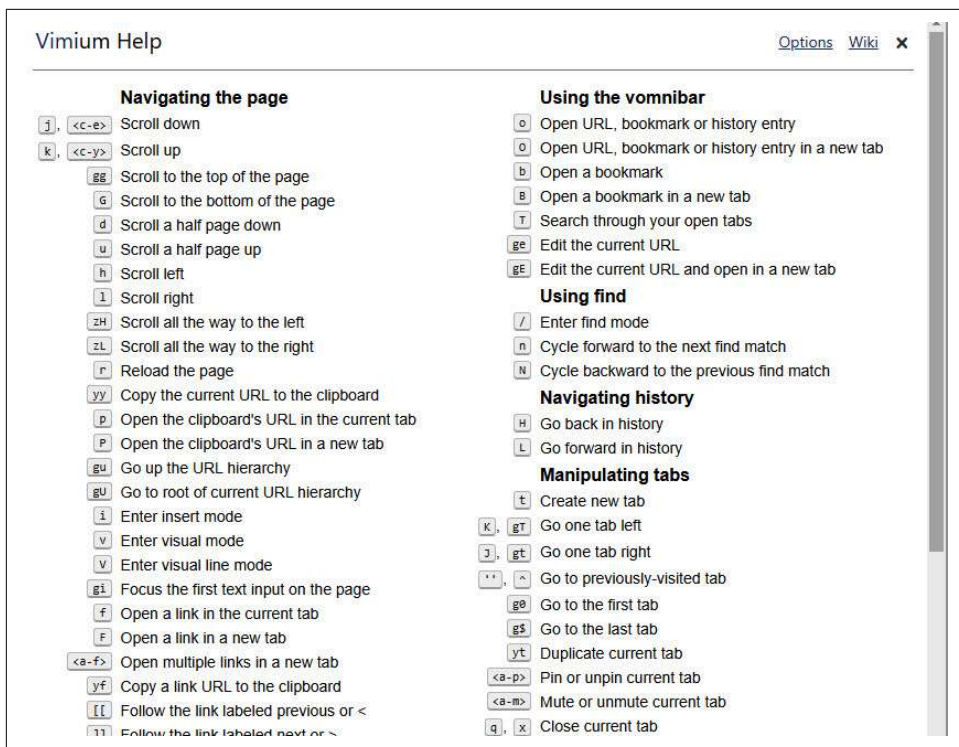 Vimium Help
Options Wiki ×
Navigating the page
j, <c-e> Scroll down
k, <c-y> Scroll up
gg Scroll to the top of the page
G Scroll to the bottom of the page
d Scroll a half page down
u Scroll a half page up
h Scroll left
l Scroll right
zH Scroll all the way to the left
zL Scroll all the way to the right
r Reload the page
yy Copy the current URL to the clipboard
p Open the clipboard's URL in the current tab
P Open the clipboard's URL in a new tab
gu Go up the URL hierarchy
gU Go to root of current URL hierarchy
i Enter insert mode
v Enter visual mode
V Enter visual line mode
gi Focus the first text input on the page
f Open a link in the current tab
F Open a link in a new tab
<a-f> Open multiple links in a new tab
yf Copy a link URL to the clipboard
[[ Follow the link labeled previous or <
]] Follow the link labeled next or >
Using the vomnibar
o Open URL, bookmark or history entry
O Open URL, bookmark or history entry in a new tab
b Open a bookmark
B Open a bookmark in a new tab
T Search through your open tabs
ge Edit the current URL
gE Edit the current URL and open in a new tab
Using find
/ Enter find mode
n Cycle forward to the next find match
N Cycle backward to the previous find match
Navigating history
H Go back in history
L Go forward in history
Manipulating tabs
t Create new tab
K, gT Go one tab left
J, gt Go one tab right
'', ^ Go to previously-visited tab
g0 Go to the first tab
g$ Go to the last tab
yt Duplicate current tab
<a-p> Pin or unpin current tab
<a-m> Mute or unmute current tab
q, x Close current tab